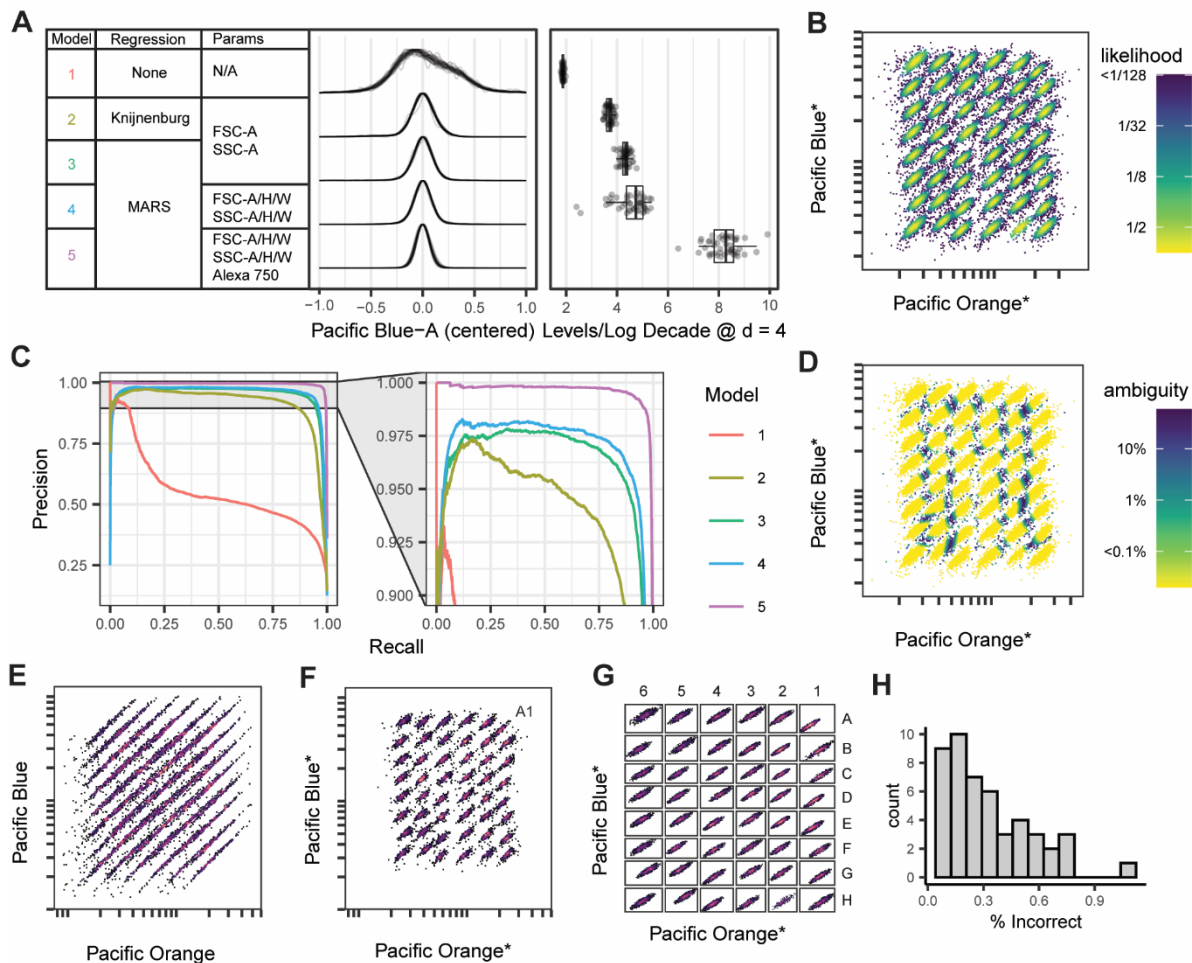 A
Model Regression Params
1 None N/A
2 Knijnenburg FSC-A
SSC-A
3 MARS
4 FSC-A/H/W
SSC-A/H/W
5 FSC-A/H/W
SSC-A/H/W
Alexa 750
−1.0 −0.5 0.0 0.5 1.0
Pacific Blue−A (centered)
2 4 6 8 10
Levels/Log Decade @ d = 4
B
Pacific Blue*
Pacific Orange*
likelihood
<1/128
1/32
1/8
1/2
C
Precision
1.00
0.75
0.50
0.25
0.00 0.25 0.50 0.75 1.00
1.000
0.975
0.950
0.925
0.900
0.00 0.25 0.50 0.75 1.00
Recall
Model
1
2
3
4
5
D
Pacific Blue*
Pacific Orange*
ambiguity
10%
1%
<0.1%
E
Pacific Blue
Pacific Orange
F
Pacific Blue*
A1
Pacific Orange*
G
6 5 4 3 2 1
A
B
C
D
E
F
G
H
Pacific Blue*
Pacific Orange*
H
count
10
8
6
4
2
0
0.0 0.3 0.6 0.9
% Incorrect